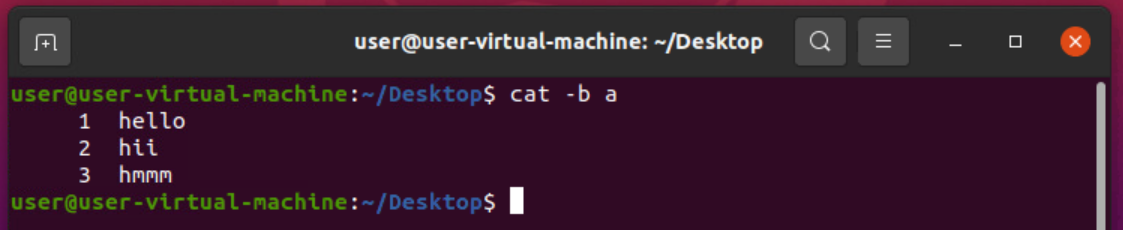 user@user-virtual-machine: ~/Desktop
user@user-virtual-machine:~/Desktop$ cat -b a
1 hello
2 hii
3 hmmm
user@user-virtual-machine:~/Desktop$